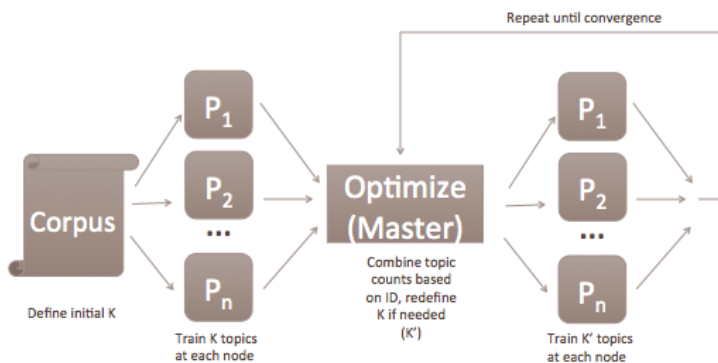 Repeat until convergence
Corpus
Define initial K
P1
P2
...
Pn
Train K topics
at each node
Optimize
(Master)
Combine topic
counts based
on ID, redefine
K if needed
(K’)
P1
P2
...
Pn
Train K’ topics
at each node